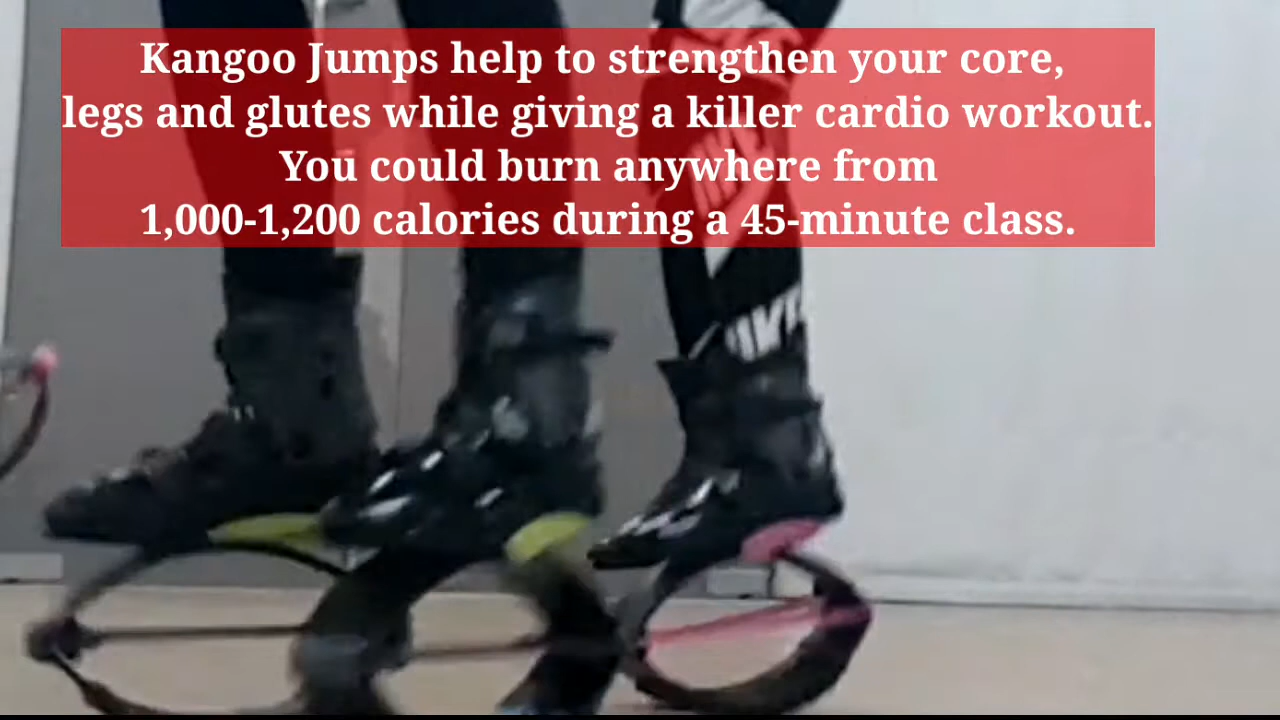 Kangoo Jumps help to strengthen your core,
legs and glutes while giving a killer cardio workout.
You could burn anywhere from
1,000-1,200 calories during a 45-minute class.